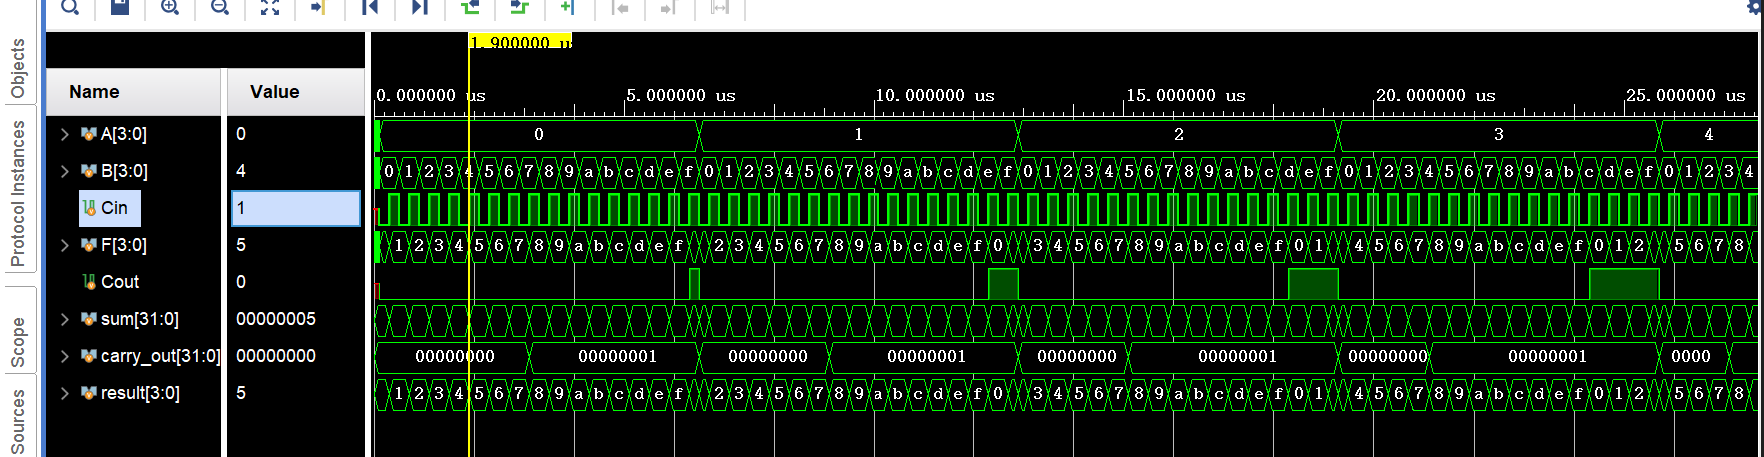 Objects
Protocol Instances
Scope
Sources
1.900000 us
Name Value
0.000000 us 5.000000 us 10.000000 us 15.000000 us 20.000000 us 25.000000 us
A[3:0] 0 0 1 2 3 4
B[3:0] 4 0 1 2 3 4 5 6 7 8 9 a b c d e f 0 1 2 3 4 5 6 7 8 9 a b c d e f 0 1 2 3 4 5 6 7 8 9 a b c d e f 0 1 2 3 4 5 6 7 8 9 a b c d e f 0 1 2 3 4
Cin 1
F[3:0] 5 1 2 3 4 5 6 7 8 9 a b c d e f 2 3 4 5 6 7 8 9 a b c d e f 0 3 4 5 6 7 8 9 a b c d e f 0 1 4 5 6 7 8 9 a b c d e f 0 1 2 5 6 7 8
Cout 0
sum[31:0] 00000005
carry_out[31:0] 00000000 00000000 00000001 00000000 00000001 00000000 00000001 00000000 00000001 0000
result[3:0] 5 1 2 3 4 5 6 7 8 9 a b c d e f 2 3 4 5 6 7 8 9 a b c d e f 0 3 4 5 6 7 8 9 a b c d e f 0 1 4 5 6 7 8 9 a b c d e f 0 1 2 5 6 7 8